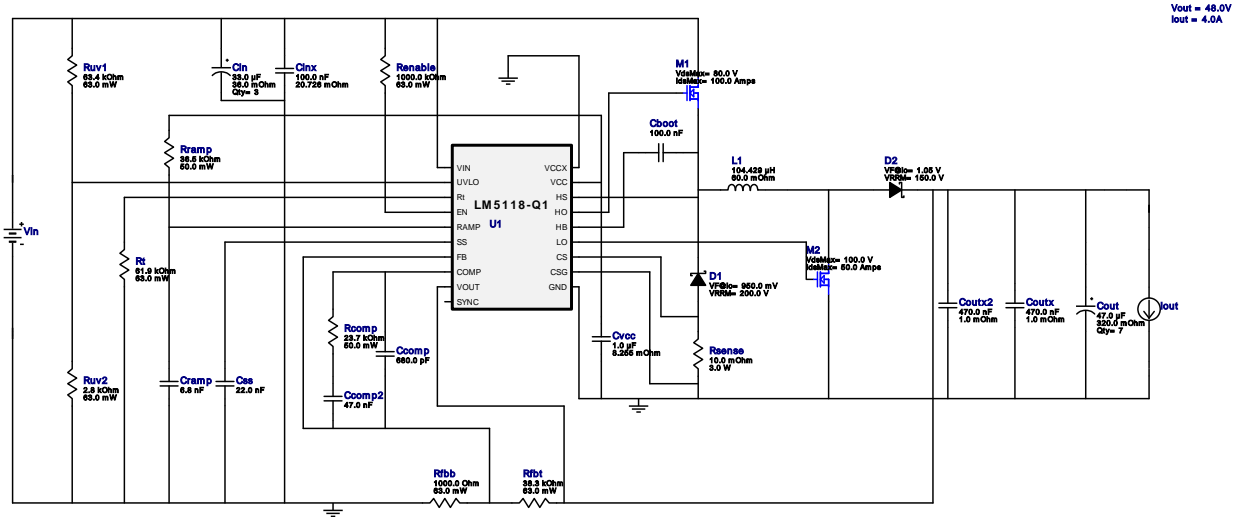 Vout = 48.0V
Iout = 4.0A
Ruv1
63.4 kOhm
63.0 mW
Cin
33.0 µF
36.0 mOhm
Qty= 3
Cinx
100.0 nF
20.726 mOhm
Renable
1000.0 kOhm
63.0 mW
M1
VdsMax= 80.0 V
IdsMax= 100.0 Amps
Cboot
100.0 nF
Rramp
36.5 kOhm
50.0 mW
VIN
UVLO
Rt
EN
RAMP
SS
FB
COMP
VOUT
SYNC
LM5118-Q1
U1
VCCX
VCC
HS
HO
HB
LO
CS
CSG
GND
L1
104.429 µH
60.0 mOhm
D2
VF@Io= 1.05 V
VRRM= 150.0 V
Vin
Rt
61.9 kOhm
63.0 mW
M2
VdsMax= 100.0 V
IdsMax= 50.0 Amps
D1
VF@Io= 950.0 mV
VRRM= 200.0 V
Coutx2
470.0 nF
1.0 mOhm
Coutx
470.0 nF
1.0 mOhm
Cout
47.0 µF
320.0 mOhm
Qty= 7
Iout
Rcomp
23.7 kOhm
50.0 mW
Ccomp
680.0 pF
Cvcc
1.0 µF
8.255 mOhm
Rsense
10.0 mOhm
3.0 W
Ruv2
2.8 kOhm
63.0 mW
Cramp
6.8 nF
Css
22.0 nF
Ccomp2
47.0 nF
Rfbb
1000.0 Ohm
63.0 mW
Rfbt
38.3 kOhm
63.0 mW